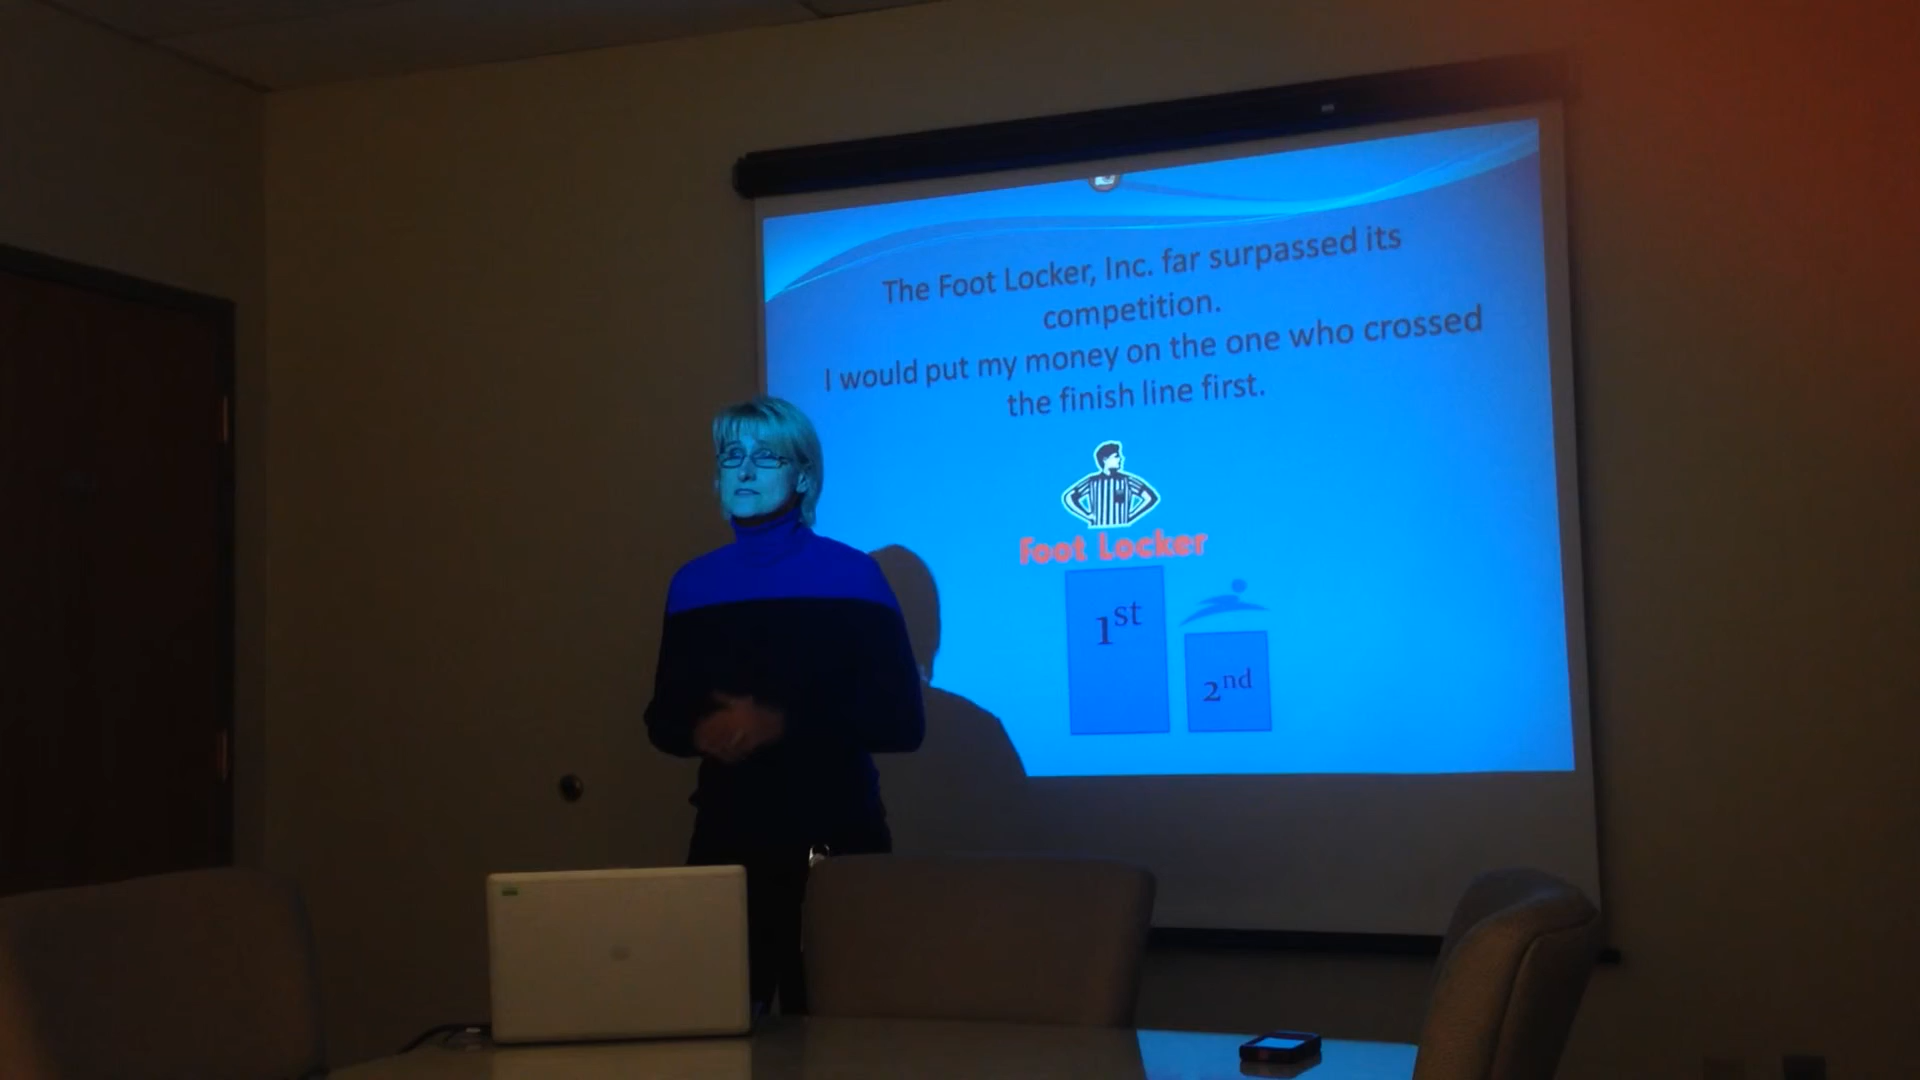 The Foot Locker, Inc. far surpassed its
competition.
I would put my money on the one who crossed
the finish line first.
Foot Locker
1st
2nd